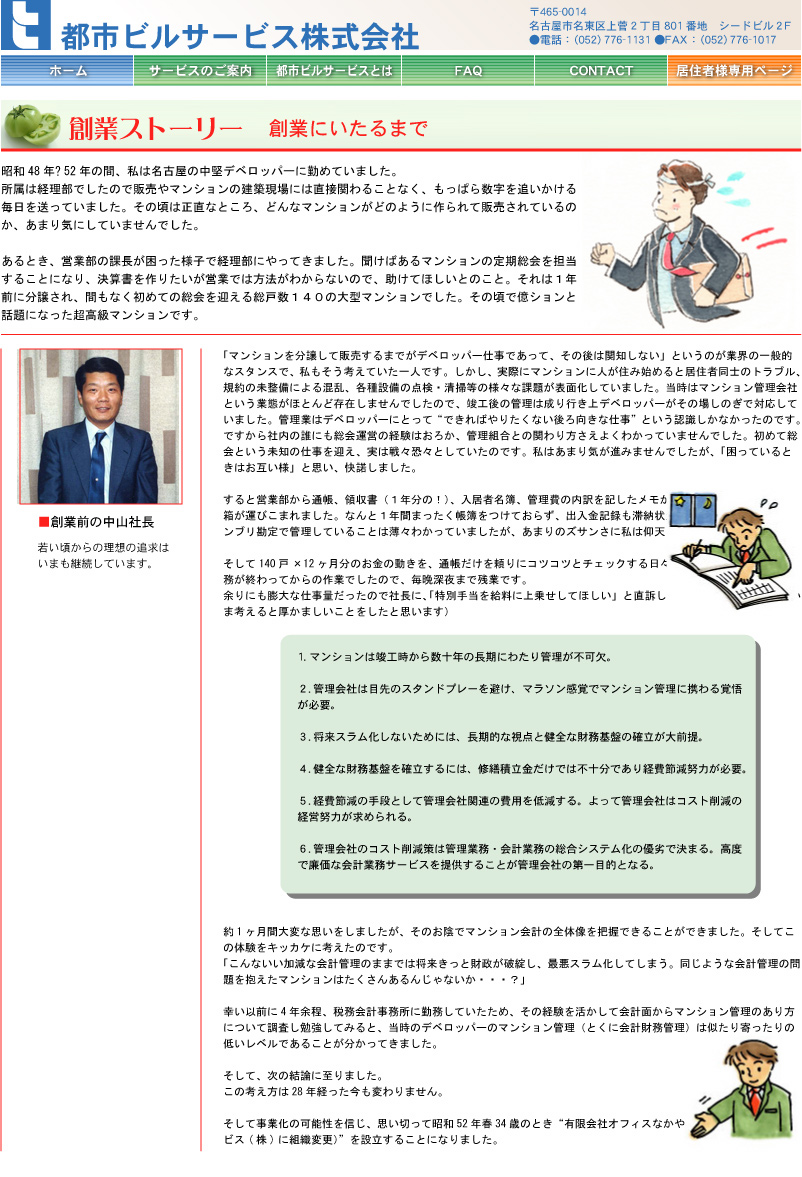 都市ビルサービス株式会社
〒465-0014
名古屋市名東区上菅２丁目801番地　シードビル２F
●電話：（052）776-1131 ●FAX：（052）776-1017
ホーム　サービスのご案内　都市ビルサービスとは　FAQ　CONTACT　居住者様専用ページ
創業ストーリー　創業にいたるまで
昭和48年?52年の間、私は名古屋の中堅デベロッパーに勤めていました。
所属は経理部でしたので販売やマンションの建築現場には直接関わることなく、もっぱら数字を追いかける
毎日を送っていました。その頃は正直なところ、どんなマンションがどのように作られて販売されているの
か、あまり気にしていませんでした。
あるとき、営業部の課長が困った様子で経理部にやってきました。聞けばあるマンションの定期総会を担当
することになり、決算書を作りたいが営業では方法がわからないので、助けてほしいとのこと。それは１年
前に分譲され、間もなく初めての総会を迎える総戸数１４０の大型マンションでした。その頃で億ションと
話題になった超高級マンションです。
■創業前の中山社長
若い頃からの理想の追求は
いまも継続しています。
「マンションを分譲して販売するまでがデベロッパー仕事であって、その後は関知しない」というのが業界の一般的
なスタンスで、私もそう考えていた一人です。しかし、実際にマンションに人が住み始めると居住者同士のトラブル、
規約の未整備による混乱、各種設備の点検・清掃等の様々な課題が表面化していました。当時はマンション管理会社
という業態がほとんど存在しませんでしたので、竣工後の管理は成り行き上デベロッパーがその場しのぎで対応して
いました。管理業はデベロッパーにとって“できればやりたくない後ろ向きな仕事”という認識しかなかったのです。
ですから社内の誰にも総会運営の経験はおろか、管理組合との関わり方さえよくわかっていませんでした。初めて総
会という未知の仕事を迎え、実は戦々恐々としていたのです。私はあまり気が進みませんでしたが、「困っていると
きはお互い様」と思い、快諾しました。
すると営業部から通帳、領収書（１年分の！）、入居者名簿、管理費の内訳を記したメモが
箱が運びこまれました。なんと１年間まったく帳簿をつけておらず、出入金記録も滞納状
ンブリ勘定で管理していることは薄々わかっていましたが、あまりのズサンさに私は仰天
そして140戸×12ヶ月分のお金の動きを、通帳だけを頼りにコツコツとチェックする日々
務が終わってからの作業でしたので、毎晩深夜まで残業です。
余りにも膨大な仕事量だったので社長に、「特別手当を給料に上乗せしてほしい」と直訴し
ま考えると厚かましいことをしたと思います）
1．マンションは竣工時から数十年の長期にわたり管理が不可欠。
２．管理会社は目先のスタンドプレーを避け、マラソン感覚でマンション管理に携わる覚悟
が必要。
３．将来スラム化しないためには、長期的な視点と健全な財務基盤の確立が大前提。
４．健全な財務基盤を確立するには、修繕積立金だけでは不十分であり経費節減努力が必要。
５．経費節減の手段として管理会社関連の費用を低減する。よって管理会社はコスト削減の
経営努力が求められる。
６．管理会社のコスト削減策は管理業務・会計業務の総合システム化の優劣で決まる。高度
で廉価な会計業務サービスを提供することが管理会社の第一目的となる。
約１ヶ月間大変な思いをしましたが、そのお陰でマンション会計の全体像を把握できることができました。そしてこ
の体験をキッカケに考えたのです。
「こんないい加減な会計管理のままでは将来きっと財政が破綻し、最悪スラム化してしまう。同じような会計管理の問
題を抱えたマンションはたくさんあるんじゃないか・・・？」
幸い以前に４年余程、税務会計事務所に勤務していたため、その経験を活かして会計面からマンション管理のあり方
について調査し勉強してみると、当時のデベロッパーのマンション管理（とくに会計財務管理）は似たり寄ったりの
低いレベルであることが分かってきました。
そして、次の結論に至りました。
この考え方は28年経った今も変わりません。
そして事業化の可能性を信じ、思い切って昭和52年春34歳のとき“有限会社オフィスなかや
ビス（株）に組織変更）”を設立することになりました。